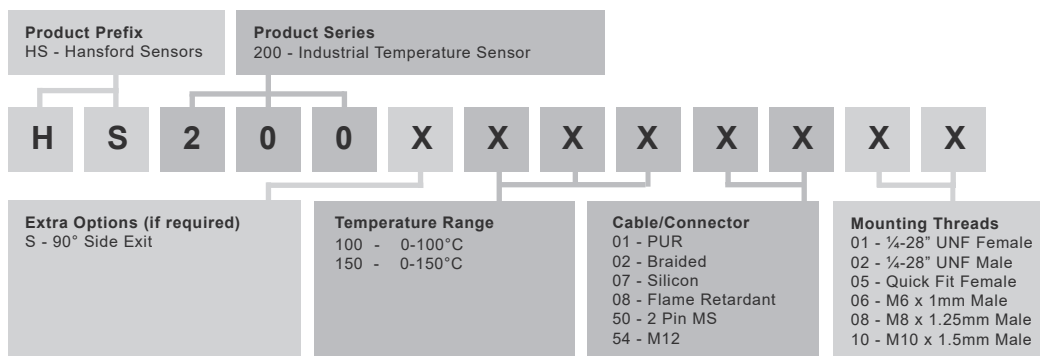 Product Prefix
HS - Hansford Sensors
Product Series
200 - Industrial Temperature Sensor
H S 2 0 0 X X X X X X X X
Extra Options (if required)
S - 90° Side Exit
Temperature Range
100 - 0-100°C
150 - 0-150°C
Cable/Connector
01 - PUR
02 - Braided
07 - Silicon
08 - Flame Retardant
50 - 2 Pin MS
54 - M12
Mounting Threads
01 - ¼-28” UNF Female
02 - ¼-28” UNF Male
05 - Quick Fit Female
06 - M6 x 1mm Male
08 - M8 x 1.25mm Male
10 - M10 x 1.5mm Male